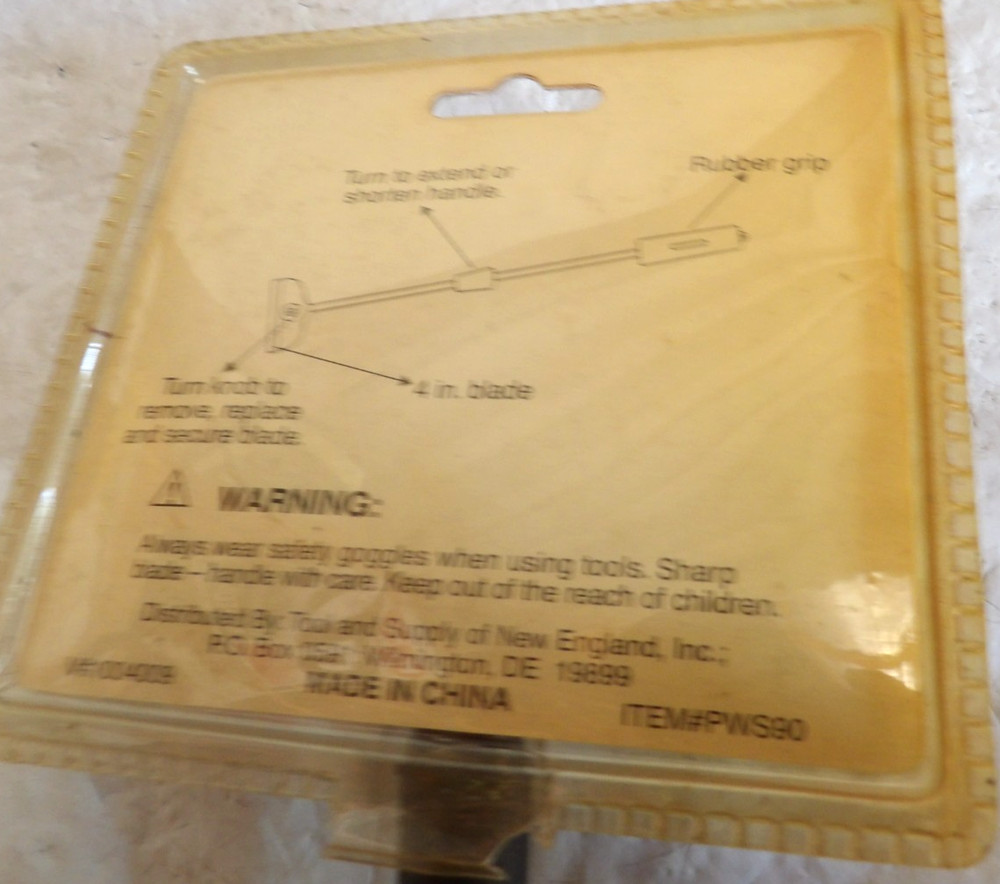 Turn to extend or
shorten handle.
Rubber grip
4 in. blade
Turn knob to
remove, replace
and secure blade.
WARNING:
Always wear safety goggles when using tools. Sharp
blade! – handle with care. Keep out of the reach of children.
Distributed By: Tool and Supply of New England, Inc.;
P.O. Box Wilmington, DE 19899
MADE IN CHINA
ITEM#PWS90